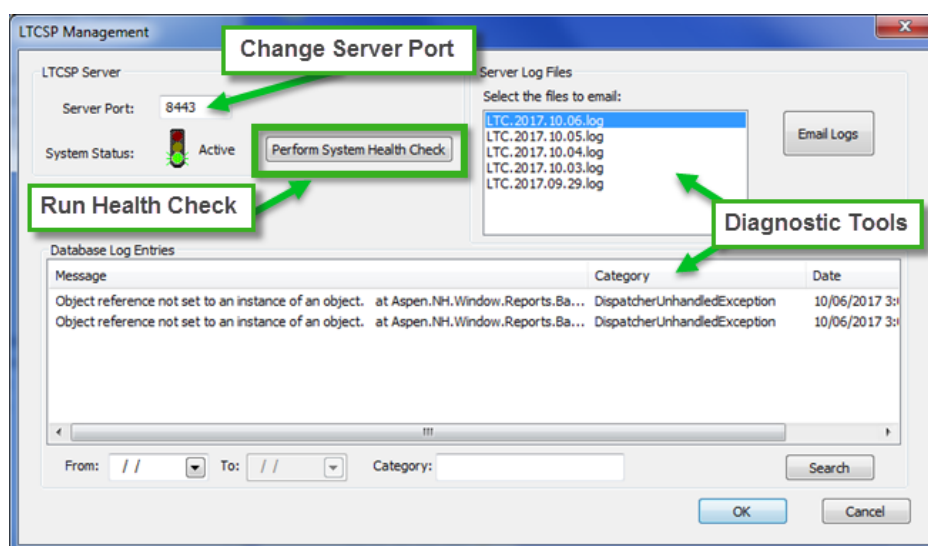 LTCSP Management
Change Server Port
LTCSP Server
Server Log Files
Server Port: 8443
Select the files to email:
LTC.2017.10.06.log
LTC.2017.10.05.log
LTC.2017.10.04.log
LTC.2017.10.03.log
LTC.2017.09.29.log
Email Logs
System Status: Active
Perform System Health Check
Run Health Check
Diagnostic Tools
Database Log Entries
Message Category Date
Object reference not set to an instance of an object. at Aspen.NH.Window.Reports.Ba... DispatcherUnhandledException 10/06/2017 3:
Object reference not set to an instance of an object. at Aspen.NH.Window.Reports.Ba... DispatcherUnhandledException 10/06/2017 3:
From: / / To: / / Category: Search
OK Cancel